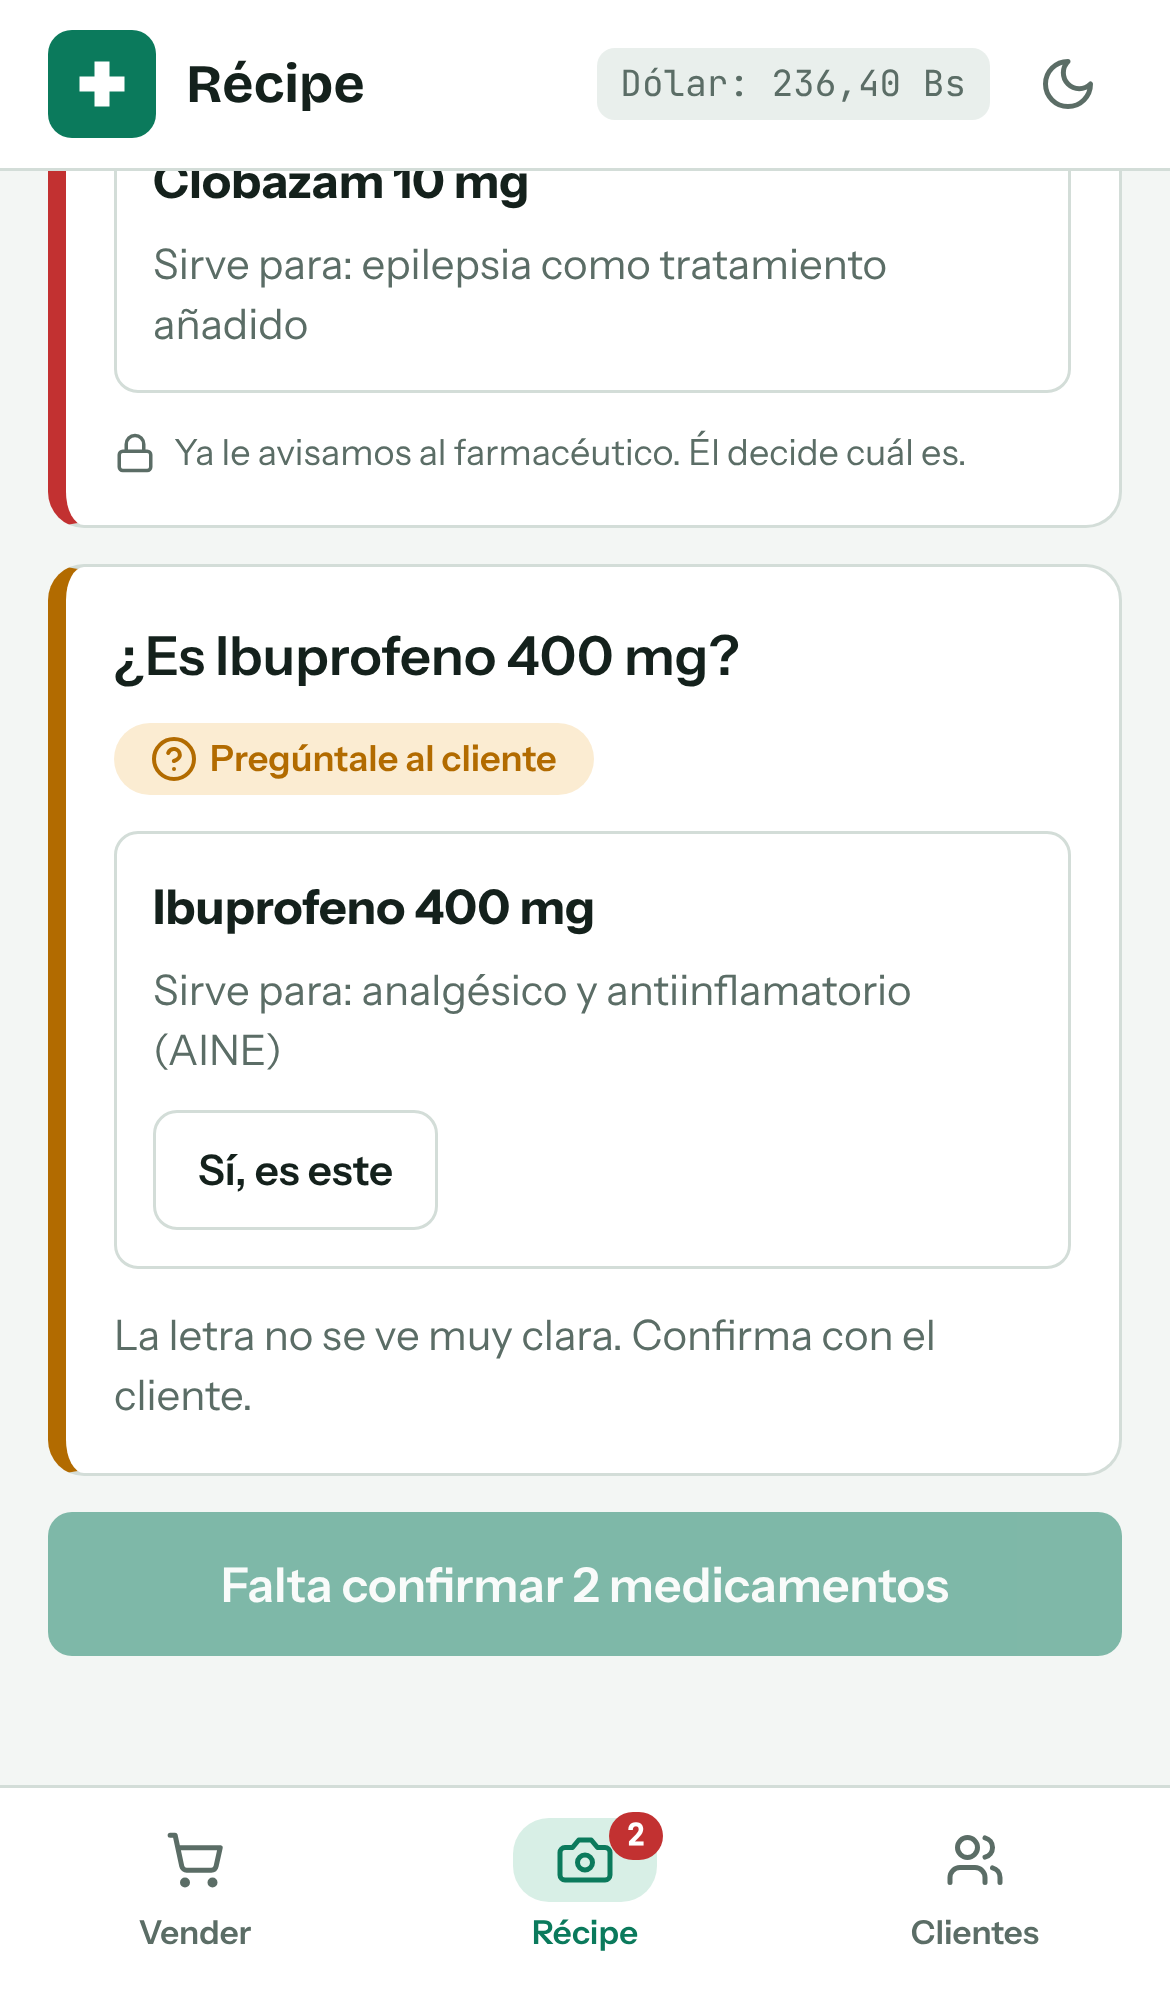 Récipe
Dólar: 236,40 Bs
Clobazam 10 mg
Sirve para: epilepsia como tratamiento
añadido
Ya le avisamos al farmacéutico. Él decide cuál es.
¿Es Ibuprofeno 400 mg?
Pregúntale al cliente
Ibuprofeno 400 mg
Sirve para: analgésico y antiinflamatorio
(AINE)
Sí, es este
La letra no se ve muy clara. Confirma con el
cliente.
Falta confirmar 2 medicamentos
2
Vender
Récipe
Clientes